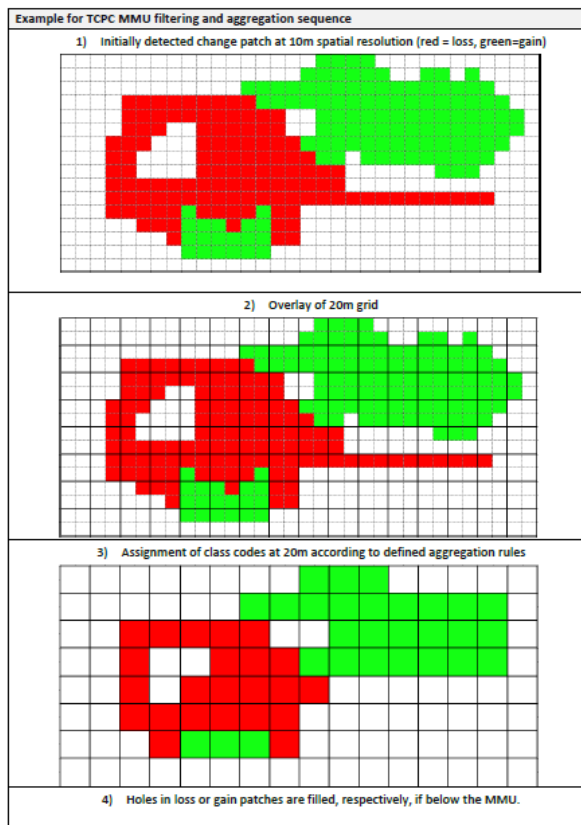 Example for TCPC MMU filtering and aggregation sequence
1) Initially detected change patch at 10m spatial resolution (red = loss, green=gain)
2) Overlay of 20m grid
3) Assignment of class codes at 20m according to defined aggregation rules
4) Holes in loss or gain patches are filled, respectively, if below the MMU.